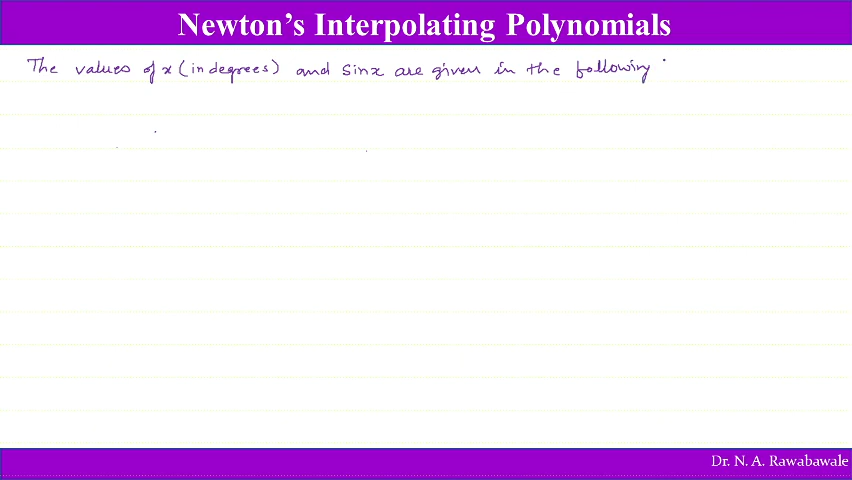 Newton's Interpolating Polynomials
The values of x (in degrees) and sinx are given in the following
Dr. N. A. Rawabawale